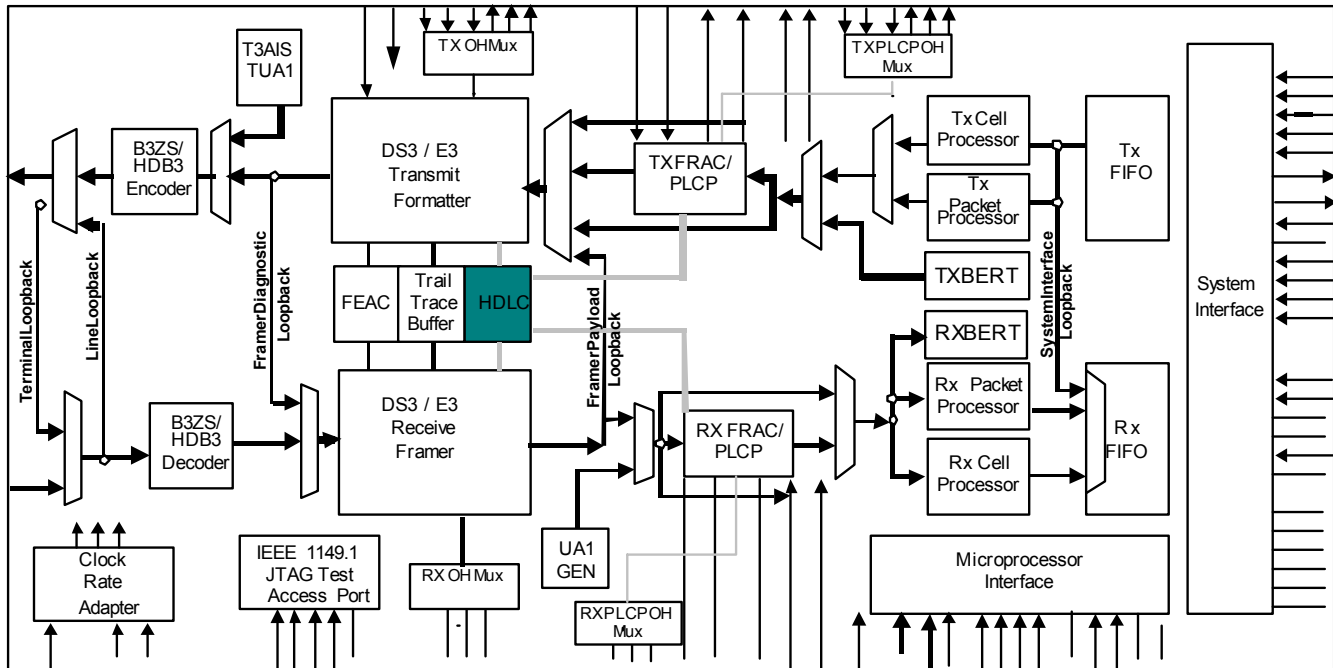 TX OHMux
TXPLCPOH
Mux
T3AIS
TUA1
B3ZS/
HDB3
Encoder
DS3 / E3
Transmit
Formatter
TXFRAC/
PLCP
Tx Cell
Processor
Tx
Packet
Processor
Tx
FIFO
TXBERT
System
Interface
TerminalLoopback
LineLoopback
FramerDiagnostic
Loopback
FEAC
Trail
Trace
Buffer
HDLC
FramerPayload
Loopback
SystemInterface
Loopback
RXBERT
Rx Packet
Processor
Rx Cell
Processor
Rx
FIFO
B3ZS/
HDB3
Decoder
DS3 / E3
Receive
Framer
RX FRAC/
PLCP
UA1
GEN
Clock
Rate
Adapter
IEEE 1149.1
JTAG Test
Access Port
RX OH Mux
RXPLCPOH
Mux
Microprocessor
Interface